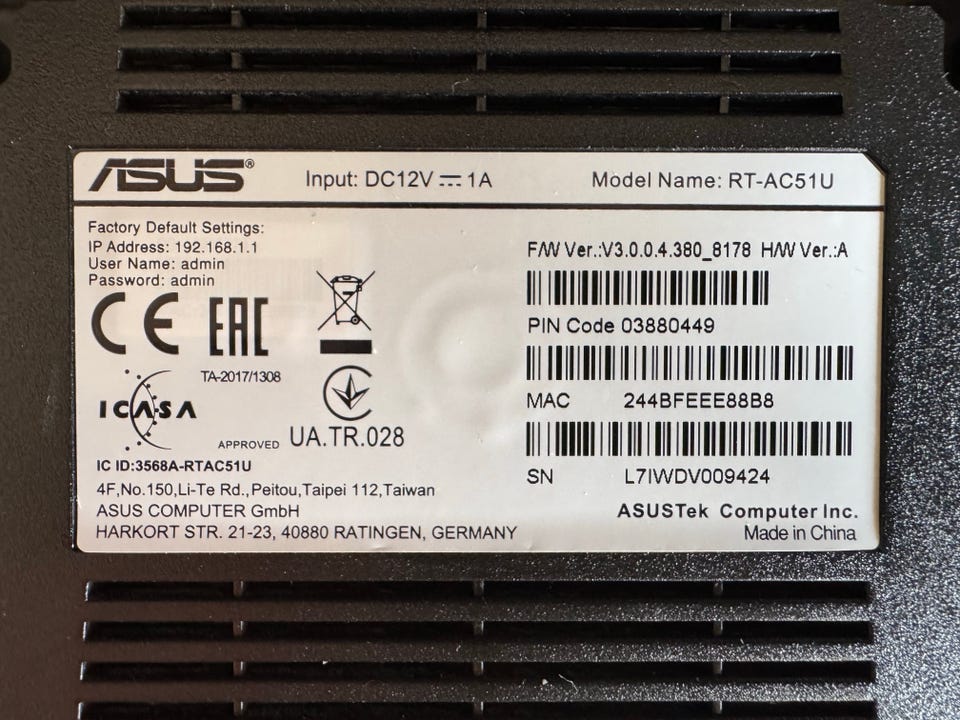 ASUS® Input: DC12V ⎓ 1A Model Name: RT-AC51U
Factory Default Settings:
IP Address: 192.168.1.1
User Name: admin
Password: admin
CE EAC
TA-2017/1308
ICASA
APPROVED UA.TR.028
IC ID:3568A-RTAC51U
4F,No.150,Li-Te Rd.,Peitou,Taipei 112,Taiwan
ASUS COMPUTER GmbH
HARKORT STR. 21-23, 40880 RATINGEN, GERMANY
F/W Ver.:V3.0.0.4.380_8178 H/W Ver.:A
PIN Code 03880449
MAC 244BFEEE88B8
SN L7IWDV009424
ASUSTek Computer Inc.
Made in China